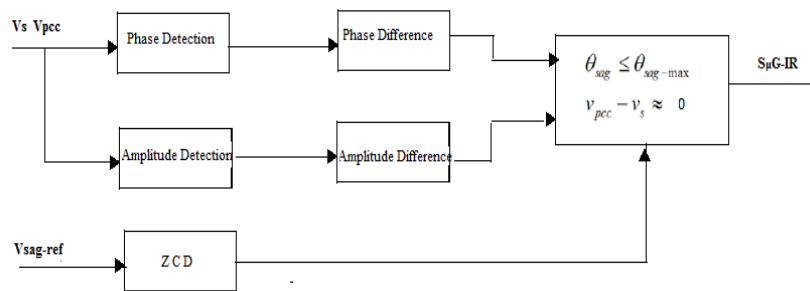 Vs Vpcc
Phase Detection
Phase Difference
θsag ≤ θsag-max
vpcc − vs ≈ 0
SµG-IR
Amplitude Detection
Amplitude Difference
Vsag-ref
Z C D